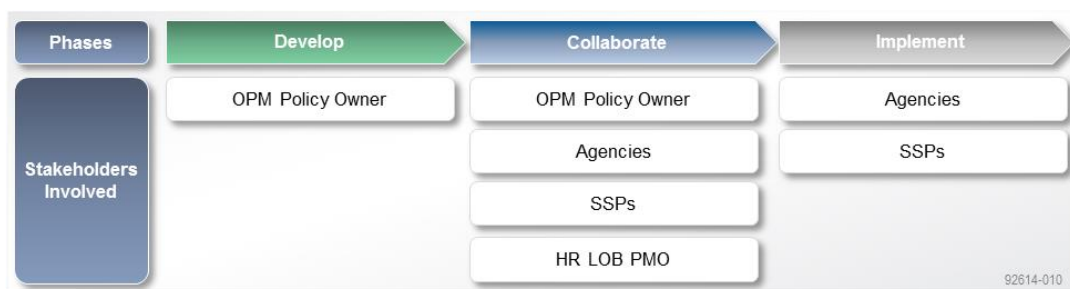 Phases
Develop
Collaborate
Implement
Stakeholders
Involved
OPM Policy Owner
OPM Policy Owner
Agencies
Agencies
SSPs
SSPs
HR LOB PMO
92614-010